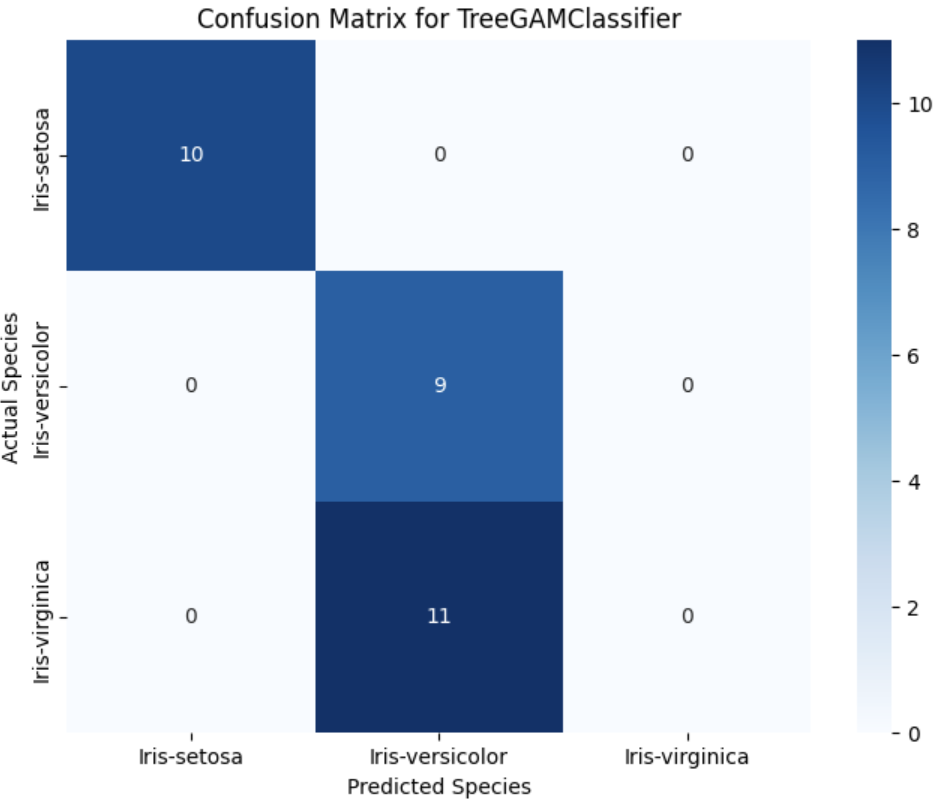 Confusion Matrix for TreeGAMClassifier
Actual Species
Iris-setosa
10 0 0
Iris-versicolor
0 9 0
Iris-virginica
0 11 0
Iris-setosa Iris-versicolor Iris-virginica
Predicted Species
10
8
6
4
2
0